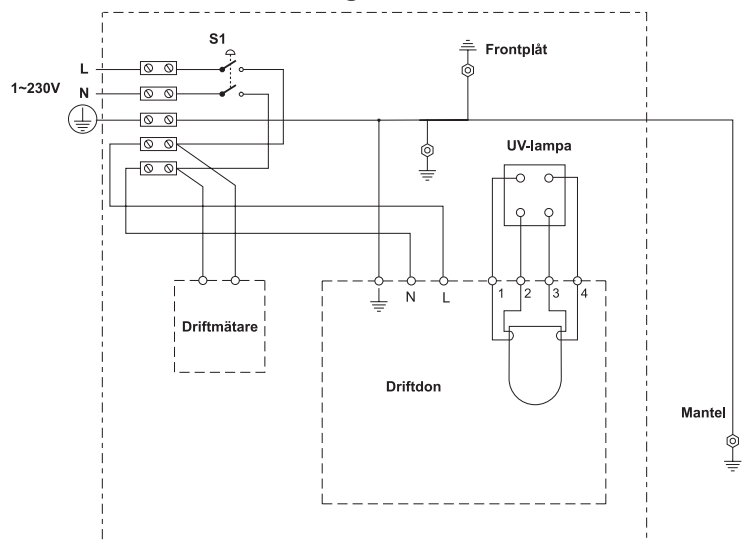 S1
L
Frontplåt
1~230V
N
UV-lampa
N
L
1
2
3
4
Driftmätare
Driftdon
Mantel